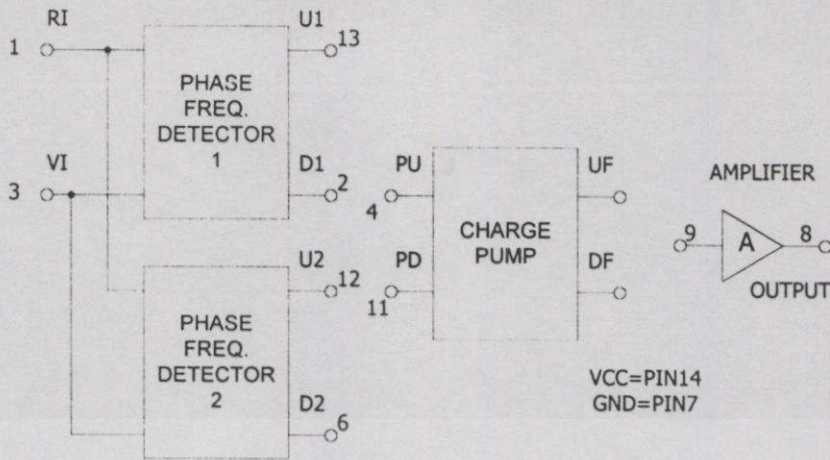 RI
U1
1
13
PHASE
FREQ.
DETECTOR
1
VI
D1
3
2
PU
UF
AMPLIFIER
4
CHARGE
PUMP
9
A
8
U2
PD
DF
12
11
OUTPUT
PHASE
FREQ.
DETECTOR
2
VCC=PIN14
GND=PIN7
D2
6